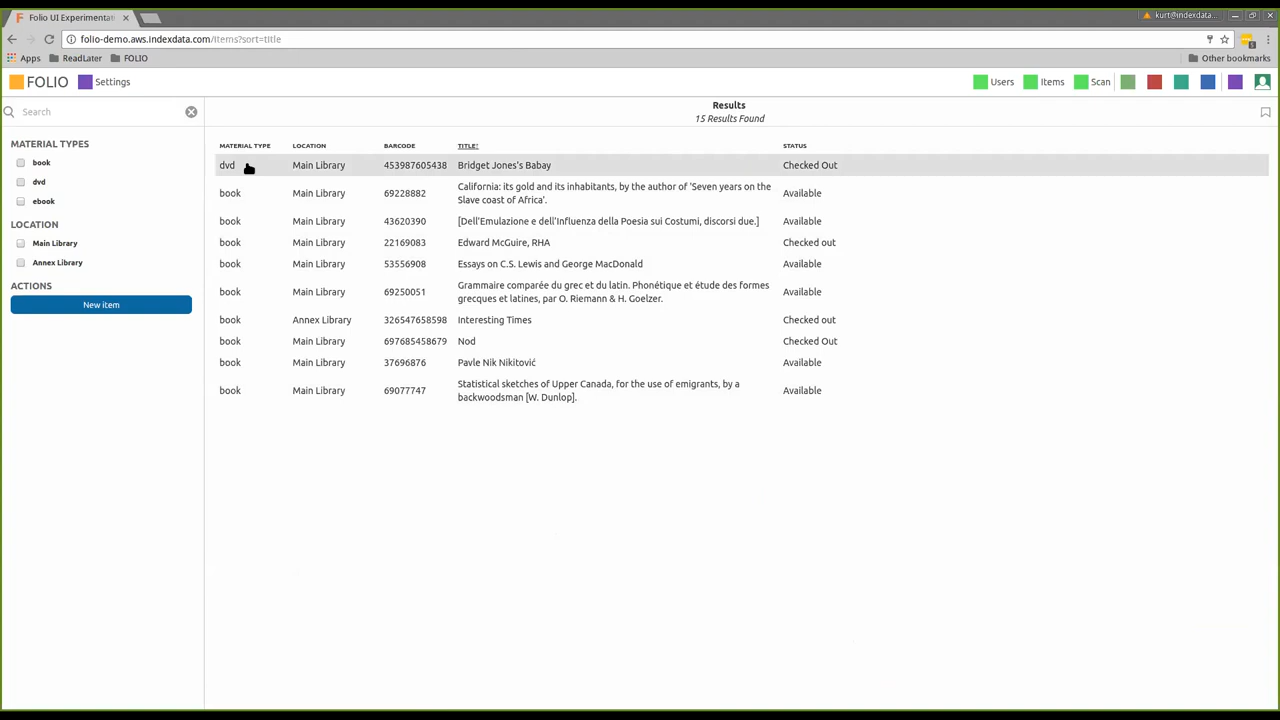 Folio UI Experimentat
kurt@indexdata...
folio-demo.aws.indexdata.com/items?sort=title
Apps ReadLater FOLIO Other bookmarks
FOLIO Settings Users Items Scan
Search
Results
15 Results Found
MATERIAL TYPES
book
dvd
ebook
LOCATION
Main Library
Annex Library
ACTIONS
New item
MATERIAL TYPE LOCATION BARCODE TITLE↑ STATUS
dvd Main Library 453987605438 Bridget Jones's Babay Checked Out
book Main Library 69228882 California: its gold and its inhabitants, by the author of 'Seven years on the Available
Slave coast of Africa'.
book Main Library 43620390 [Dell'Emulazione e dell'Influenza della Poesia sui Costumi, discorsi due.] Available
book Main Library 22169083 Edward McGuire, RHA Checked out
book Main Library 53556908 Essays on C.S. Lewis and George MacDonald Available
book Main Library 69250051 Grammaire comparée du grec et du latin. Phonétique et étude des formes Available
grecques et latines, par O. Riemann & H. Goelzer.
book Annex Library 326547658598 Interesting Times Checked out
book Main Library 697685458679 Nod Checked Out
book Main Library 37696876 Pavle Nik Nikitović Available
book Main Library 69077747 Statistical sketches of Upper Canada, for the use of emigrants, by a Available
backwoodsman [W. Dunlop].